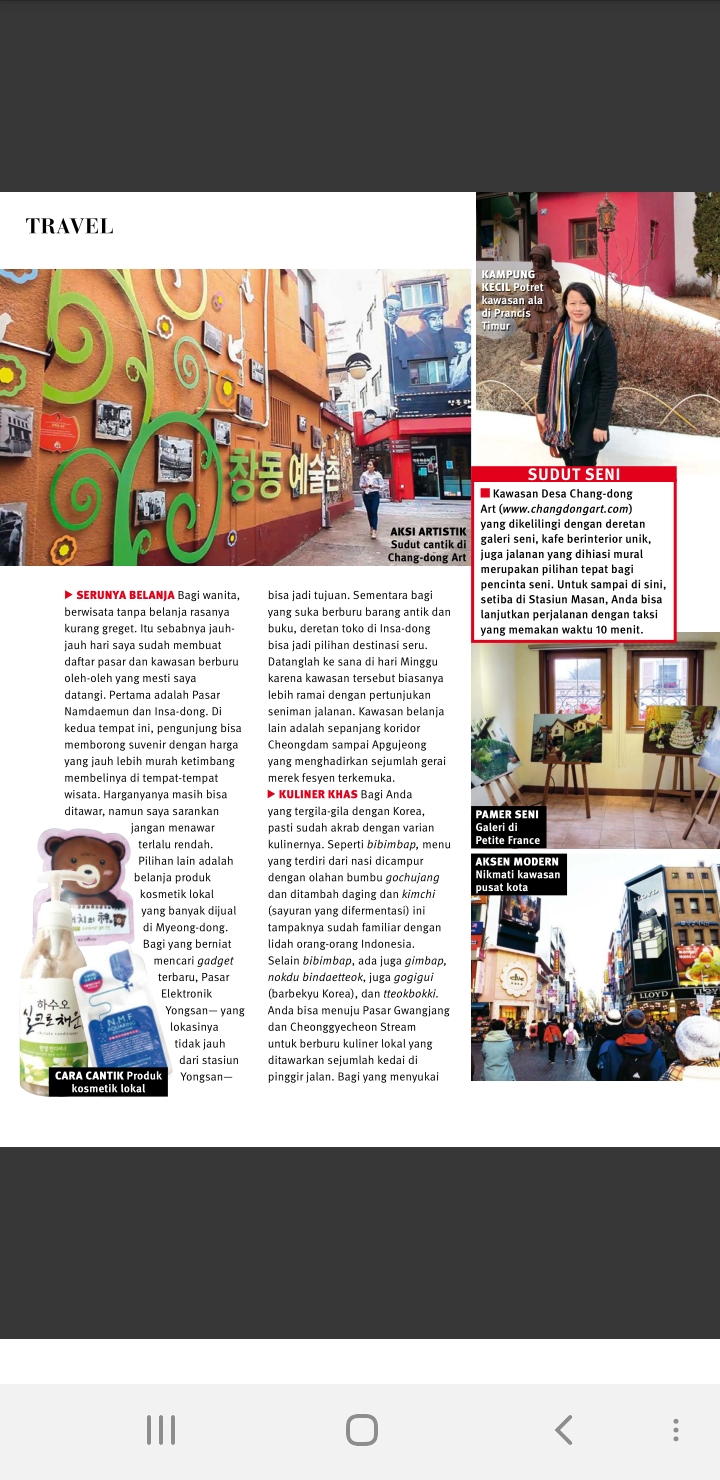 TRAVEL
창동 예술촌
AKSI ARTISTIK
Sudut cantik di
Chang-dong Art
KAMPUNG
KECIL Potret
kawasan ala
di Prancis
Timur
SUDUT SENI
Kawasan Desa Chang-dong
Art (www.changdongart.com)
yang dikelilingi dengan deretan
galeri seni, kafe berinterior unik,
juga jalanan yang dihiasi mural
merupakan pilihan tepat bagi
pencinta seni. Untuk sampai di sini,
setiba di Stasiun Masan, Anda bisa
lanjutkan perjalanan dengan taksi
yang memakan waktu 10 menit.
SERUNYA BELANJA Bagi wanita,
berwisata tanpa belanja rasanya
kurang greget. Itu sebabnya jauh-
jauh hari saya sudah membuat
daftar pasar dan kawasan berburu
oleh-oleh yang mesti saya
datangi. Pertama adalah Pasar
Namdaemun dan Insa-dong. Di
kedua tempat ini, pengunjung bisa
memborong suvenir dengan harga
yang jauh lebih murah ketimbang
membelinya di tempat-tempat
wisata. Harganyanya masih bisa
ditawar, namun saya sarankan
jangan menawar
terlalu rendah.
Pilihan lain adalah
belanja produk
kosmetik lokal
yang banyak dijual
di Myeong-dong.
Bagi yang berniat
mencari gadget
terbaru, Pasar
Elektronik
Yongsan— yang
lokasinya
tidak jauh
dari stasiun
Yongsan—
하수오
N.M.F
AQUARING
CARA CANTIK Produk
kosmetik lokal
bisa jadi tujuan. Sementara bagi
yang suka berburu barang antik dan
buku, deretan toko di Insa-dong
bisa jadi pilihan destinasi seru.
Datanglah ke sana di hari Minggu
karena kawasan tersebut biasanya
lebih ramai dengan pertunjukan
seniman jalanan. Kawasan belanja
lain adalah sepanjang koridor
Cheongdam sampai Apgujeong
yang menghadirkan sejumlah gerai
merek fesyen terkemuka.
KULINER KHAS Bagi Anda
yang tergila-gila dengan Korea,
pasti sudah akrab dengan varian
kulinernya. Seperti bibimbap, menu
yang terdiri dari nasi dicampur
dengan olahan bumbu gochujang
dan ditambah daging dan kimchi
(sayuran yang difermentasi) ini
tampaknya sudah familiar dengan
lidah orang-orang Indonesia.
Selain bibimbap, ada juga gimbap,
nokdu bindaetteok, juga gogigui
(barbekyu Korea), dan tteokbokki.
Anda bisa menuju Pasar Gwangjang
dan Cheonggyecheon Stream
untuk berburu kuliner lokal yang
ditawarkan sejumlah kedai di
pinggir jalan. Bagi yang menyukai
PAMER SENI
Galeri di
Petite France
AKSEN MODERN
Nikmati kawasan
pusat kota
LLOYD
LLOYD
LLOYD